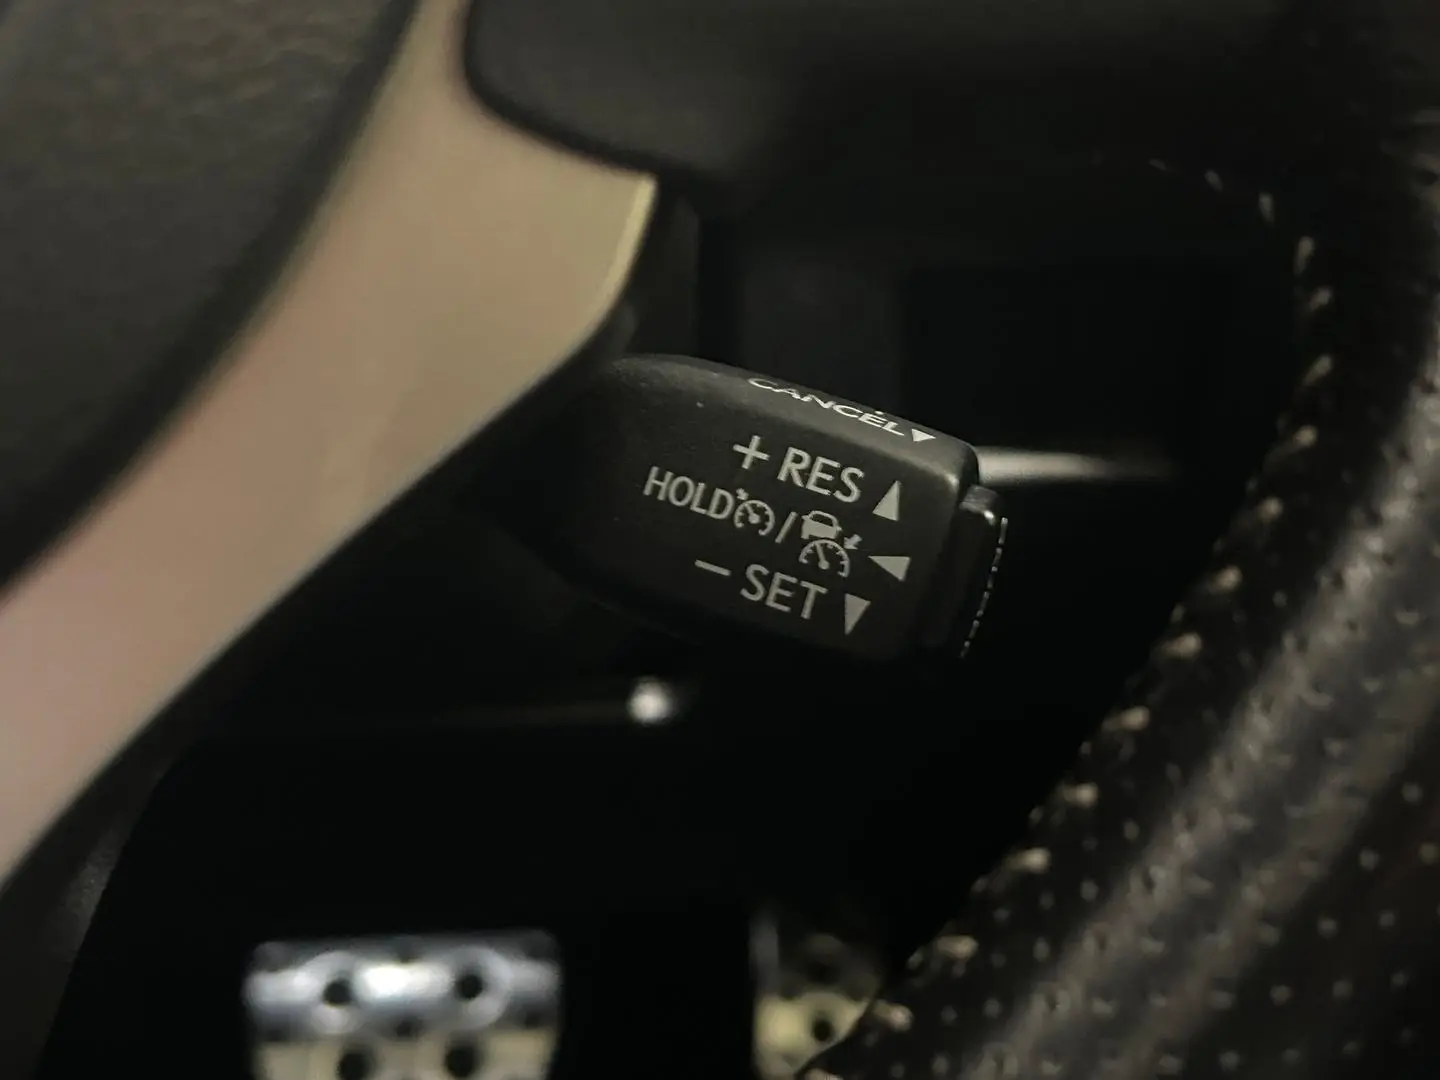 CANCEL▼
+ RES ▲
HOLD / ◀
− SET ▼